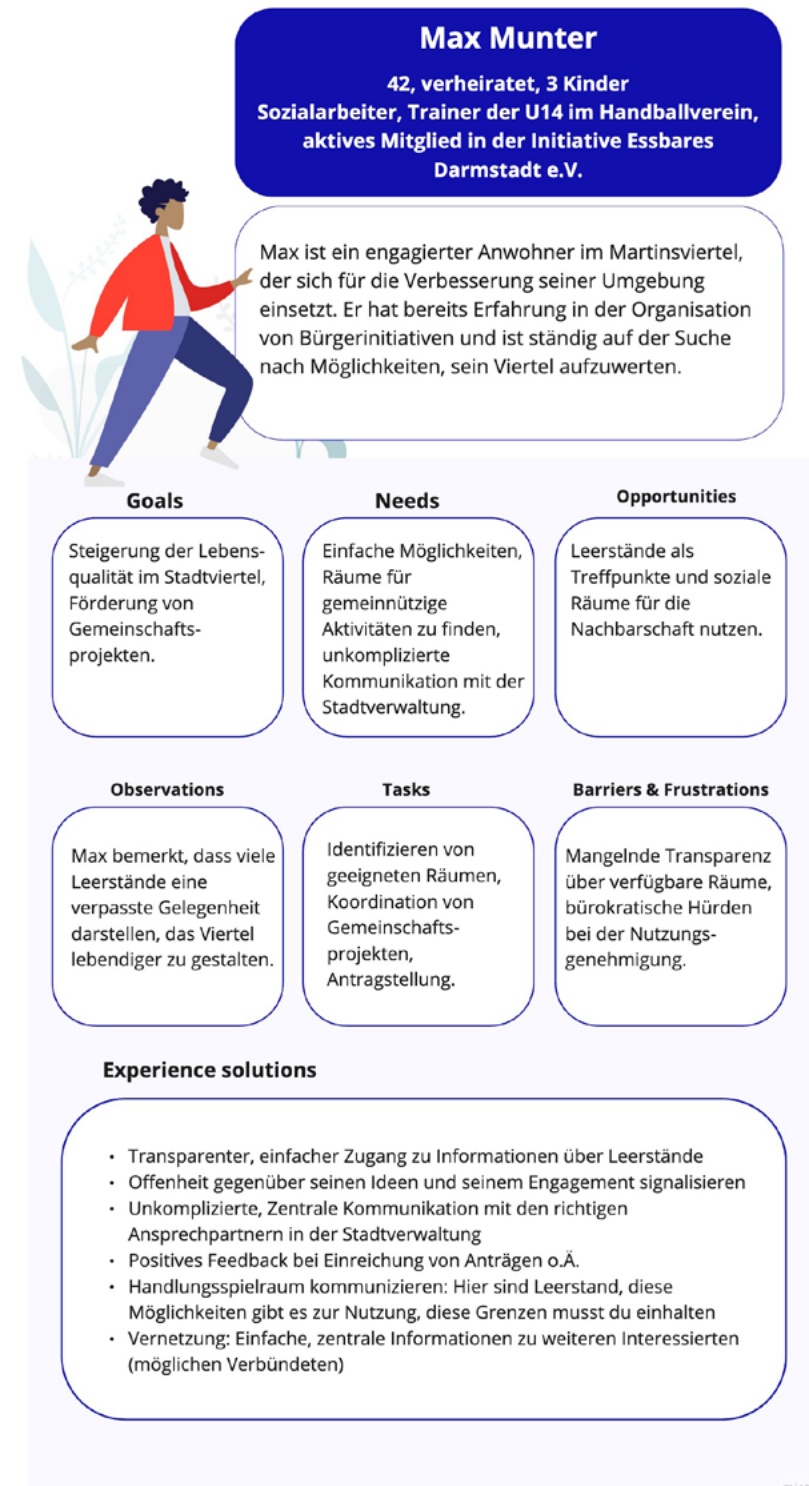 Max Munter
42, verheiratet, 3 Kinder
Sozialarbeiter, Trainer der U14 im Handballverein,
aktives Mitglied in der Initiative Essbares
Darmstadt e.V.
Max ist ein engagierter Anwohner im Martinsviertel,
der sich für die Verbesserung seiner Umgebung
einsetzt. Er hat bereits Erfahrung in der Organisation
von Bürgerinitiativen und ist ständig auf der Suche
nach Möglichkeiten, sein Viertel aufzuwerten.
Goals
Steigerung der Lebens-
qualität im Stadtviertel,
Förderung von
Gemeinschafts-
projekten.
Needs
Einfache Möglichkeiten,
Räume für
gemeinnützige
Aktivitäten zu finden,
unkomplizierte
Kommunikation mit der
Stadtverwaltung.
Opportunities
Leerstände als
Treffpunkte und soziale
Räume für die
Nachbarschaft nutzen.
Observations
Max bemerkt, dass viele
Leerstände eine
verpasste Gelegenheit
darstellen, das Viertel
lebendiger zu gestalten.
Tasks
Identifizieren von
geeigneten Räumen,
Koordination von
Gemeinschafts-
projekten,
Antragstellung.
Barriers & Frustrations
Mangelnde Transparenz
über verfügbare Räume,
bürokratische Hürden
bei der Nutzungs-
genehmigung.
Experience solutions
• Transparenter, einfacher Zugang zu Informationen über Leerstände
• Offenheit gegenüber seinen Ideen und seinem Engagement signalisieren
• Unkomplizierte, Zentrale Kommunikation mit den richtigen
Ansprechpartnern in der Stadtverwaltung
• Positives Feedback bei Einreichung von Anträgen o.Ä.
• Handlungsspielraum kommunizieren: Hier sind Leerstand, diese
Möglichkeiten gibt es zur Nutzung, diese Grenzen musst du einhalten
• Vernetzung: Einfache, zentrale Informationen zu weiteren Interessierten
(möglichen Verbündeten)